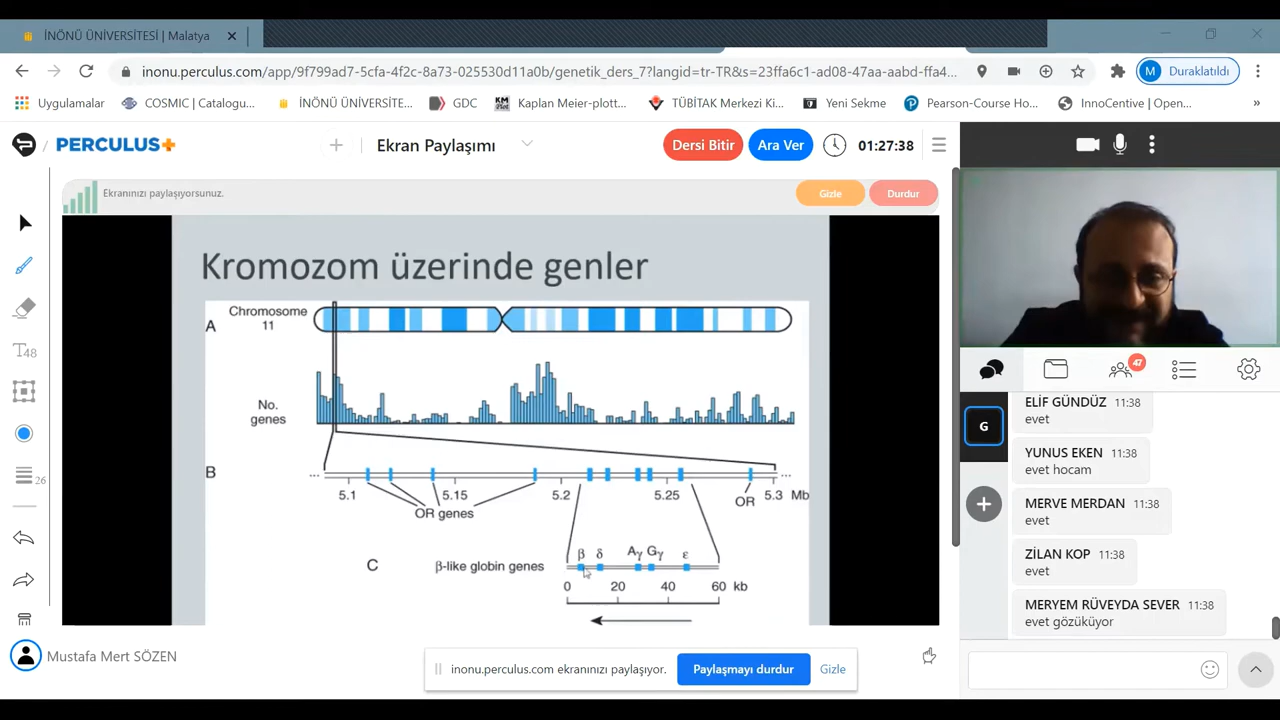 İNÖNÜ ÜNİVERSİTESİ | Malatya
inonu.perculus.com/app/9f799ad7-5cfa-4f2c-8a73-025530d11a0b/genetik_ders_7?langid=tr-TR&s=23ffa6c1-ad08-47aa-aabd-ffa4...
M Duraklatıldı
Uygulamalar
COSMIC | Catalogu...
İNÖNÜ ÜNİVERSİTE...
GDC
KM Kaplan Meier-plott...
TÜBİTAK Merkezi Ki...
Yeni Sekme
Pearson-Course Ho...
InnoCentive | Open...
»
/ PERCULUS+
Ekran Paylaşımı
Dersi Bitir
Ara Ver
01:27:38
Ekranınızı paylaşıyorsunuz.
Gizle
Durdur
T48
26
Kromozom üzerinde genler
A
Chromosome
11
No.
genes
B
5.1
5.15
5.2
5.25
5.3 Mb
OR genes
OR
C
β-like globin genes
β δ Aγ Gγ ε
0 20 40 60 kb
47
G
ELİF GÜNDÜZ 11:38
evet
YUNUS EKEN 11:38
evet hocam
MERVE MERDAN 11:38
evet
ZİLAN KOP 11:38
evet
MERYEM RÜVEYDA SEVER 11:38
evet gözüküyor
Mustafa Mert SÖZEN
inonu.perculus.com ekranınızı paylaşıyor.
Paylaşmayı durdur
Gizle